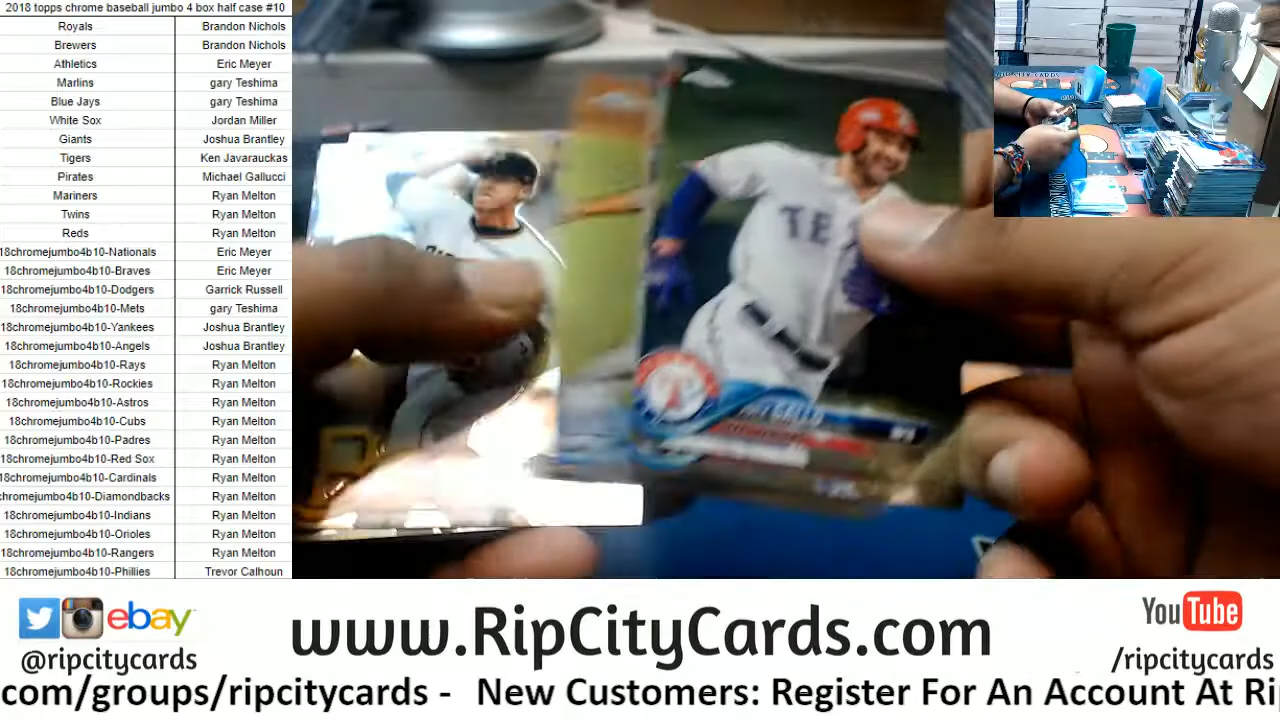 2018 topps chrome baseball jumbo 4 box half case #10
Royals Brandon Nichols
Brewers Brandon Nichols
Athletics Eric Meyer
Marlins gary Teshima
Blue Jays gary Teshima
White Sox Jordan Miller
Giants Joshua Brantley
Tigers Ken Javarauckas
Pirates Michael Gallucci
Mariners Ryan Melton
Twins Ryan Melton
Reds Ryan Melton
18chromejumbo4b10-Nationals Eric Meyer
18chromejumbo4b10-Braves Eric Meyer
18chromejumbo4b10-Dodgers Garrick Russell
18chromejumbo4b10-Mets gary Teshima
18chromejumbo4b10-Yankees Joshua Brantley
18chromejumbo4b10-Angels Joshua Brantley
18chromejumbo4b10-Rays Ryan Melton
18chromejumbo4b10-Rockies Ryan Melton
18chromejumbo4b10-Astros Ryan Melton
18chromejumbo4b10-Cubs Ryan Melton
18chromejumbo4b10-Padres Ryan Melton
18chromejumbo4b10-Red Sox Ryan Melton
18chromejumbo4b10-Cardinals Ryan Melton
chromejumbo4b10-Diamondbacks Ryan Melton
18chromejumbo4b10-Indians Ryan Melton
18chromejumbo4b10-Orioles Ryan Melton
18chromejumbo4b10-Rangers Ryan Melton
18chromejumbo4b10-Phillies Trevor Calhoun
TE
GALLO
RIP CITY CARDS
ebay
@ripcitycards
www.RipCityCards.com
YouTube
/ripcitycards
com/groups/ripcitycards - New Customers: Register For An Account At Ri